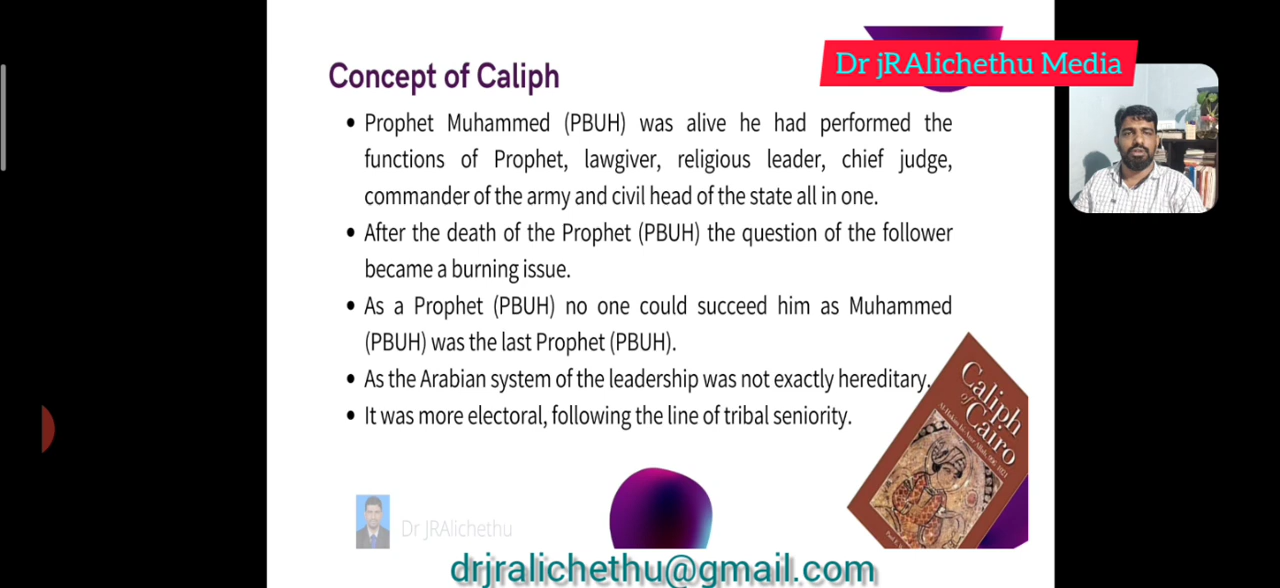 Dr jRAlichethu Media
Concept of Caliph
• Prophet Muhammed (PBUH) was alive he had performed the
functions of Prophet, lawgiver, religious leader, chief judge,
commander of the army and civil head of the state all in one.
• After the death of the Prophet (PBUH) the question of the follower
became a burning issue.
• As a Prophet (PBUH) no one could succeed him as Muhammed
(PBUH) was the last Prophet (PBUH).
• As the Arabian system of the leadership was not exactly hereditary.
• It was more electoral, following the line of tribal seniority.
Caliph
of
Cairo
Dr JRAlichethu
drjralichethu@gmail.com